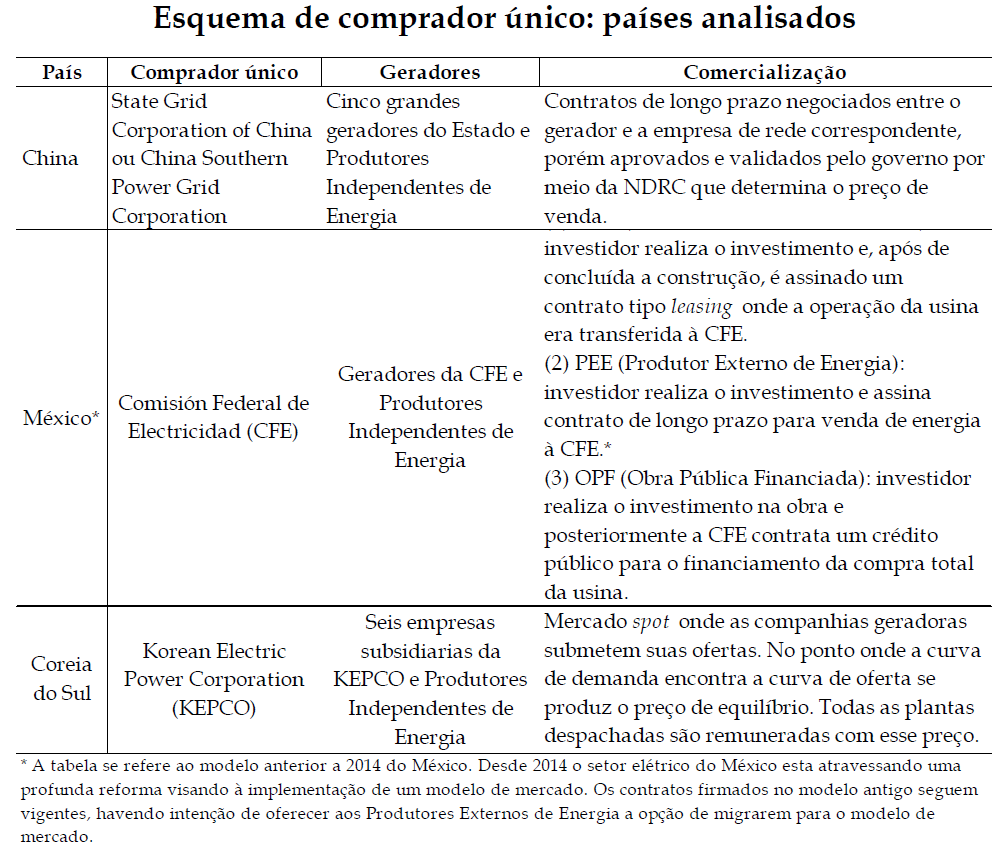 Esquema de comprador único: países analisados
País Comprador único Geradores Comercialização
China
State Grid
Corporation of China
ou China Southern
Power Grid
Corporation
Cinco grandes
geradores do Estado e
Produtores
Independentes de
Energia
Contratos de longo prazo negociados entre o
gerador e a empresa de rede correspondente,
porém aprovados e validados pelo governo por
meio da NDRC que determina o preço de
venda.
México*
Comisión Federal de
Electricidad (CFE)
Geradores da CFE e
Produtores
Independentes de
Energia
investidor realiza o investimento e, após de
concluída a construção, é assinado um
contrato tipo leasing onde a operação da usina
era transferida à CFE.
(2) PEE (Produtor Externo de Energia):
investidor realiza o investimento e assina
contrato de longo prazo para venda de energia
à CFE.*
(3) OPF (Obra Pública Financiada): investidor
realiza o investimento na obra e
posteriormente a CFE contrata um crédito
público para o financiamento da compra total
da usina.
Coreia
do Sul
Korean Electric
Power Corporation
(KEPCO)
Seis empresas
subsidiarias da
KEPCO e Produtores
Independentes de
Energia
Mercado spot onde as companhias geradoras
submetem suas ofertas. No ponto onde a curva
de demanda encontra a curva de oferta se
produz o preço de equilíbrio. Todas as plantas
despachadas são remuneradas com esse preço.
* A tabela se refere ao modelo anterior a 2014 do México. Desde 2014 o setor elétrico do México esta atravessando uma
profunda reforma visando à implementação de um modelo de mercado. Os contratos firmados no modelo antigo seguem
vigentes, havendo intenção de oferecer aos Produtores Externos de Energia a opção de migrarem para o modelo de
mercado.